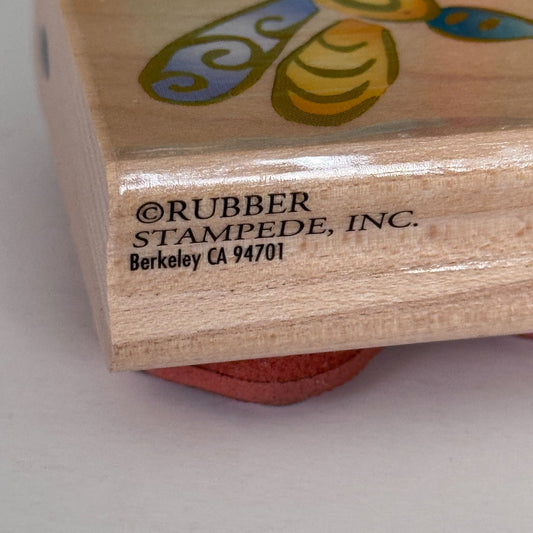 ©RUBBER
STAMPEDE, INC.
Berkeley CA 94701